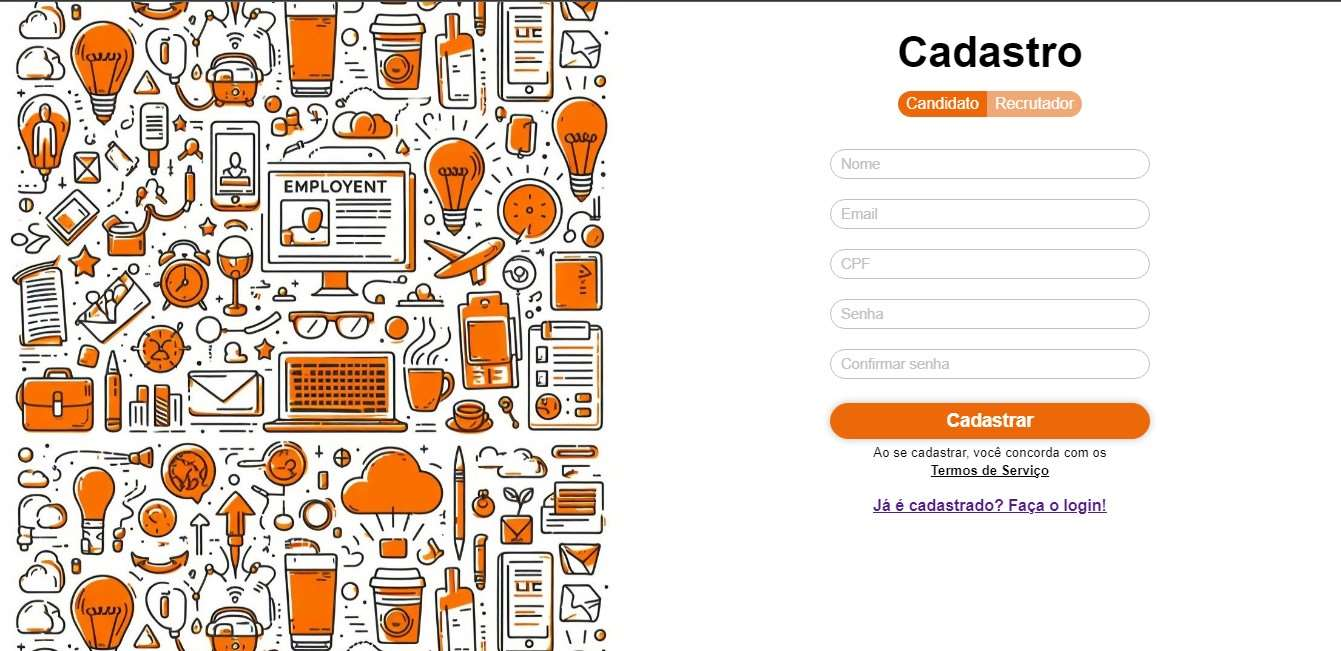 EMPLOYENT
Cadastro
Candidato Recrutador
Nome
Email
CPF
Senha
Confirmar senha
Cadastrar
Ao se cadastrar, você concorda com os
Termos de Serviço
Já é cadastrado? Faça o login!